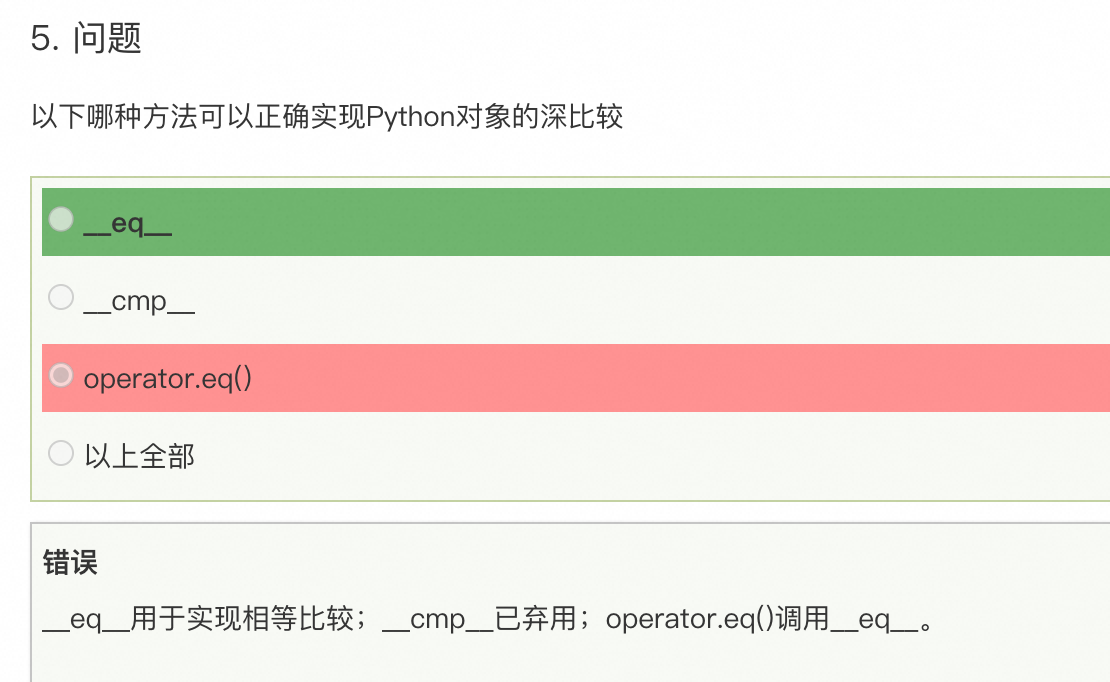 5. 问题
以下哪种方法可以正确实现Python对象的深比较
__eq__
__cmp__
operator.eq()
以上全部
错误
__eq__用于实现相等比较；__cmp__已弃用；operator.eq()调用__eq__。